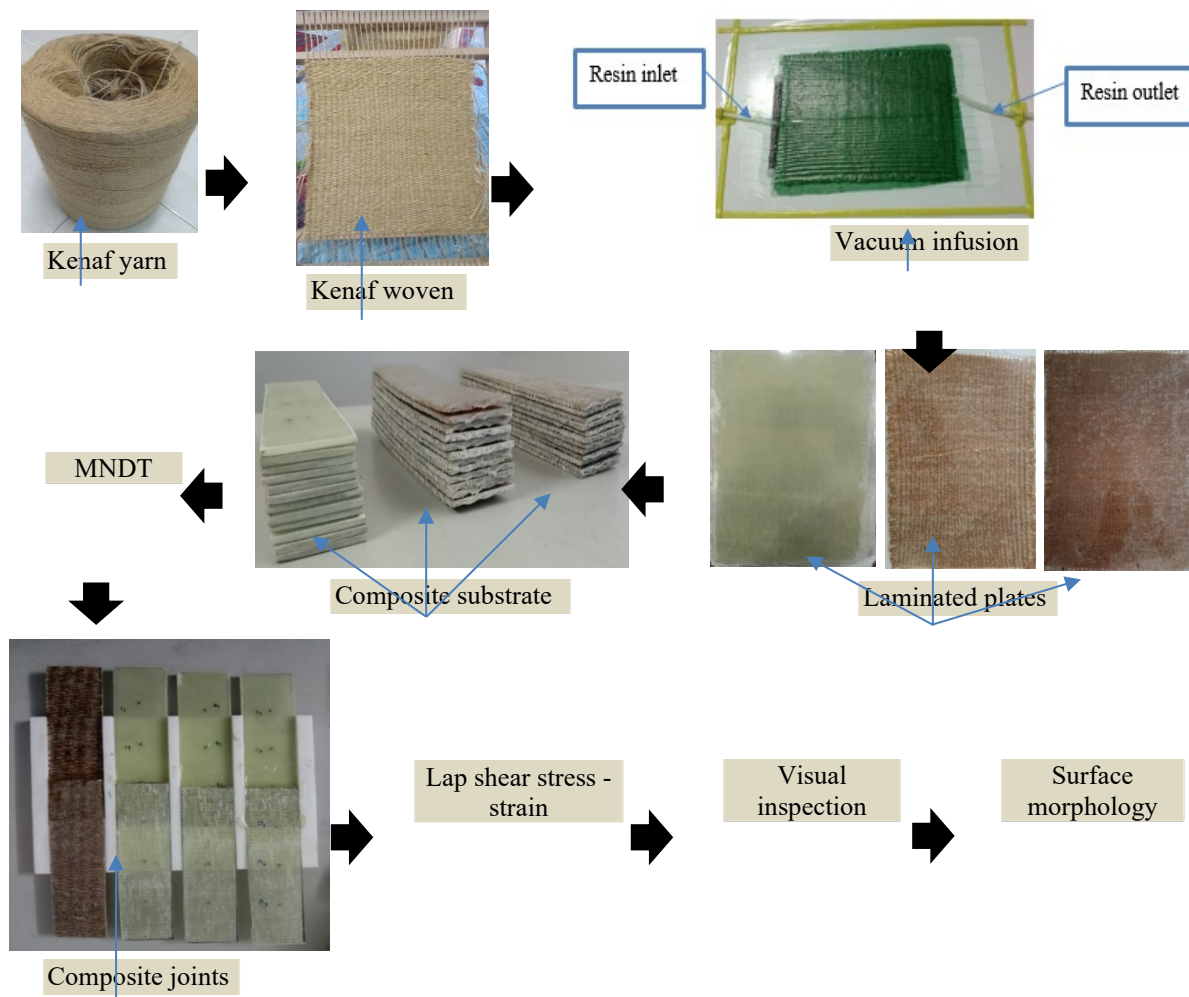 Resin inlet
Resin outlet
Kenaf yarn
Kenaf woven
Vacuum infusion
MNDT
Composite substrate
Laminated plates
Lap shear stress -
strain
Visual
inspection
Surface
morphology
Composite joints